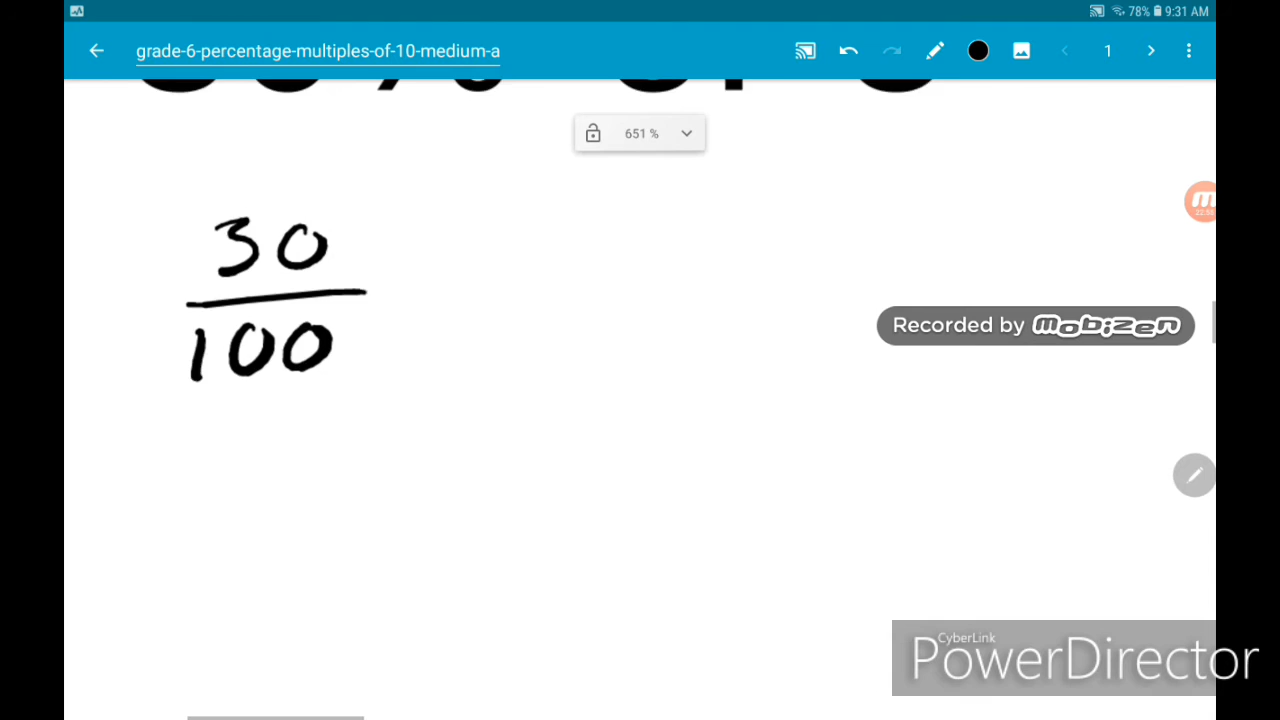 78% 9:31 AM
grade-6-percentage-multiples-of-10-medium-a
1
651 %
30
100
Recorded by mobizen
CyberLink
PowerDirector